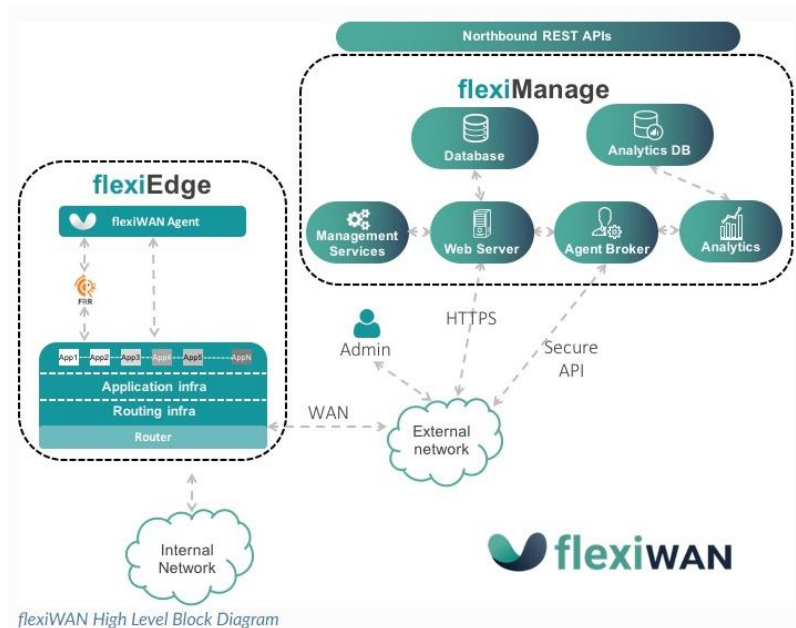 Northbound REST APIs
flexiManage
Database
Analytics DB
Management
Services
Web Server
Agent Broker
Analytics
flexiEdge
flexiWAN Agent
FRR
App1
App2
App3
App4
App5
AppN
Application infra
Routing infra
Router
HTTPS
Secure
API
Admin
WAN
External
network
Internal
Network
flexiWAN
flexiWAN High Level Block Diagram